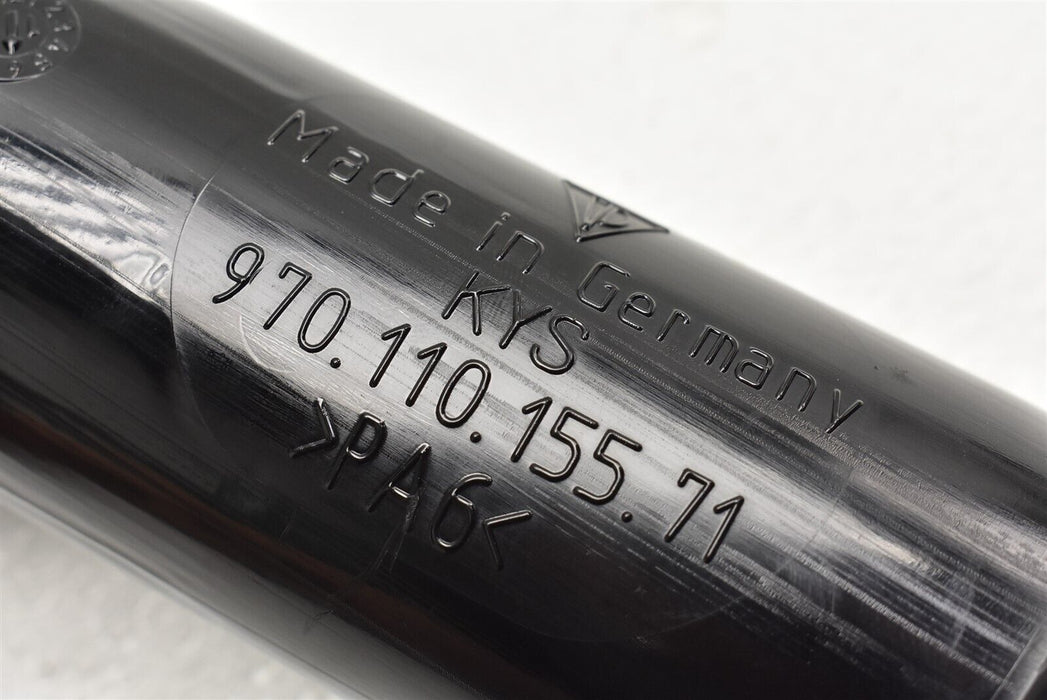 Made in Germany
KYS
970.110.155.71
>PA6<